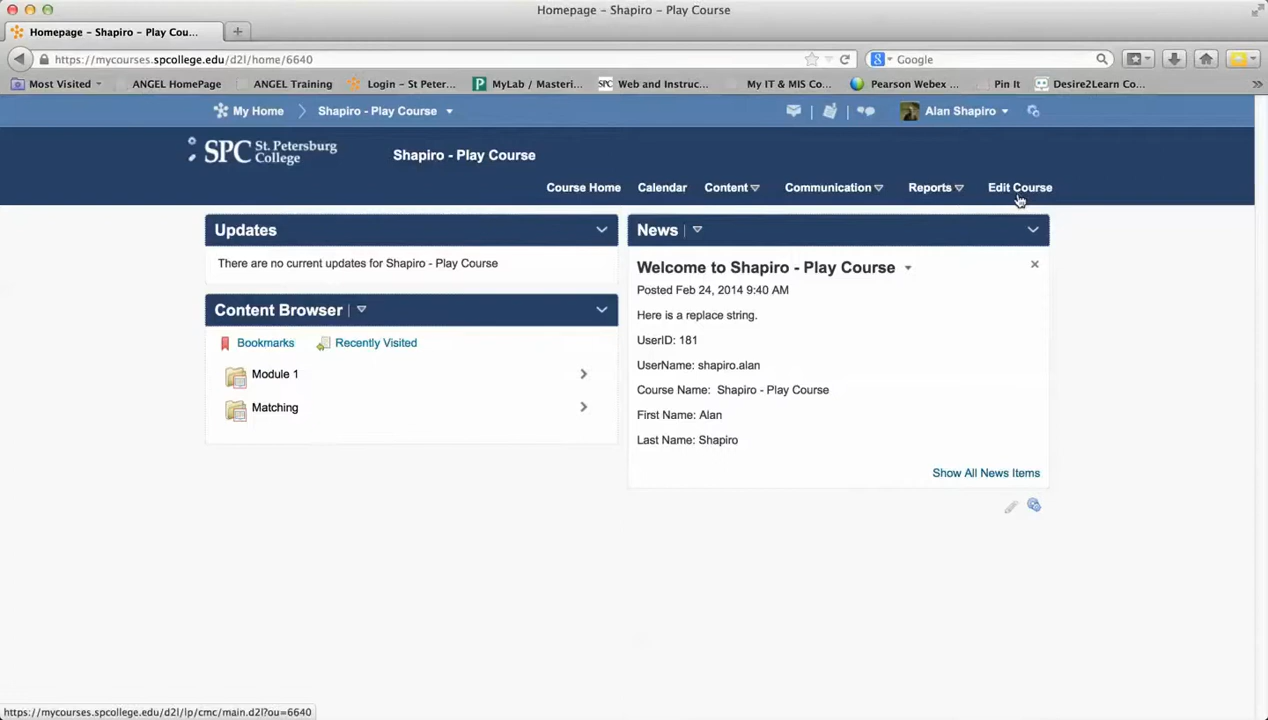 Homepage – Shapiro – Play Course
Homepage – Shapiro – Play Cou...
https://mycourses.spcollege.edu/d2l/home/6640
Google
Most Visited
ANGEL HomePage
ANGEL Training
Login – St Peter...
MyLab / Masteri...
SPC Web and Instruc...
My IT & MIS Co...
Pearson Webex ...
Pin It
Desire2Learn Co...
My Home
Shapiro - Play Course
Alan Shapiro
SPC St. Petersburg College
Shapiro - Play Course
Course Home
Calendar
Content
Communication
Reports
Edit Course
Updates
There are no current updates for Shapiro - Play Course
Content Browser
Bookmarks
Recently Visited
Module 1
Matching
News
Welcome to Shapiro - Play Course
Posted Feb 24, 2014 9:40 AM
Here is a replace string.
UserID: 181
UserName: shapiro.alan
Course Name: Shapiro - Play Course
First Name: Alan
Last Name: Shapiro
Show All News Items
https://mycourses.spcollege.edu/d2l/lp/cmc/main.d2l?ou=6640